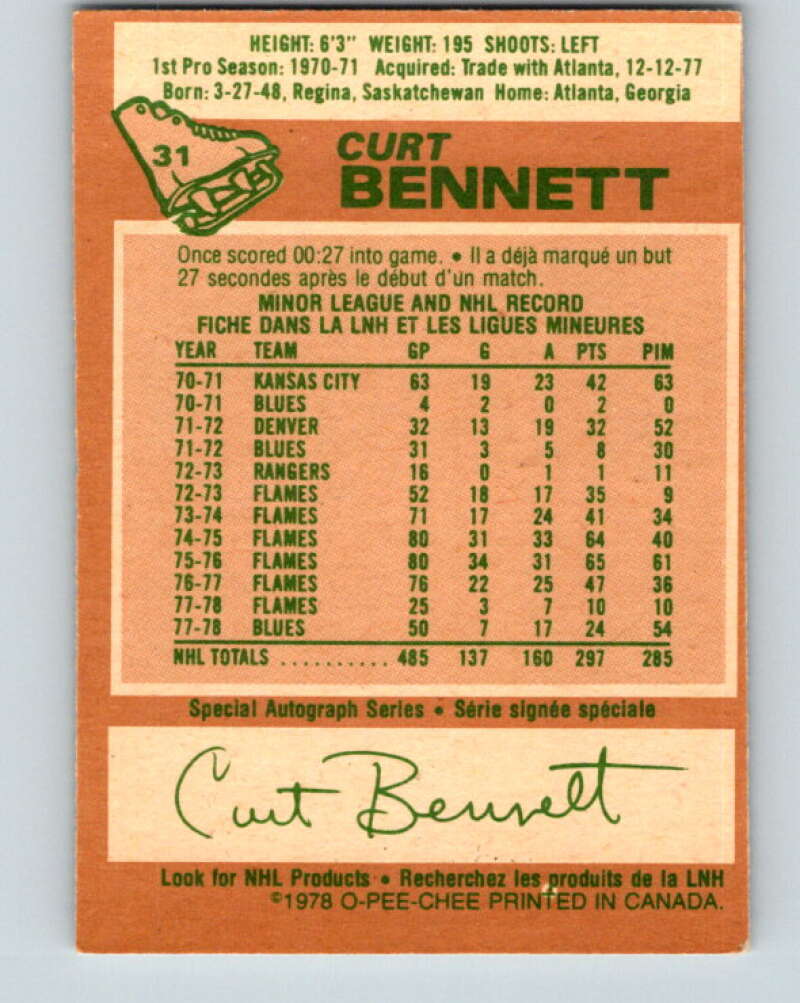 HEIGHT: 6'3" WEIGHT: 195 SHOOTS: LEFT
1st Pro Season: 1970-71 Acquired: Trade with Atlanta, 12-12-77
Born: 3-27-48, Regina, Saskatchewan Home: Atlanta, Georgia
31
CURT
BENNETT
Once scored 00:27 into game. • Il a déjà marqué un but
27 secondes après le début d'un match.
MINOR LEAGUE AND NHL RECORD
FICHE DANS LA LNH ET LES LIGUES MINEURES
YEAR TEAM GP G A PTS PIM
70-71 KANSAS CITY 63 19 23 42 63
70-71 BLUES 4 2 0 2 0
71-72 DENVER 32 13 19 32 52
71-72 BLUES 31 3 5 8 30
72-73 RANGERS 16 0 1 1 11
72-73 FLAMES 52 18 17 35 9
73-74 FLAMES 71 17 24 41 34
74-75 FLAMES 80 31 33 64 40
75-76 FLAMES 80 34 31 65 61
76-77 FLAMES 76 22 25 47 36
77-78 FLAMES 25 3 7 10 10
77-78 BLUES 50 7 17 24 54
NHL TOTALS .......... 485 137 160 297 285
Special Autograph Series • Série signée spéciale
Curt Bennett
Look for NHL Products • Recherchez les produits de la LNH
©1978 O-PEE-CHEE PRINTED IN CANADA.